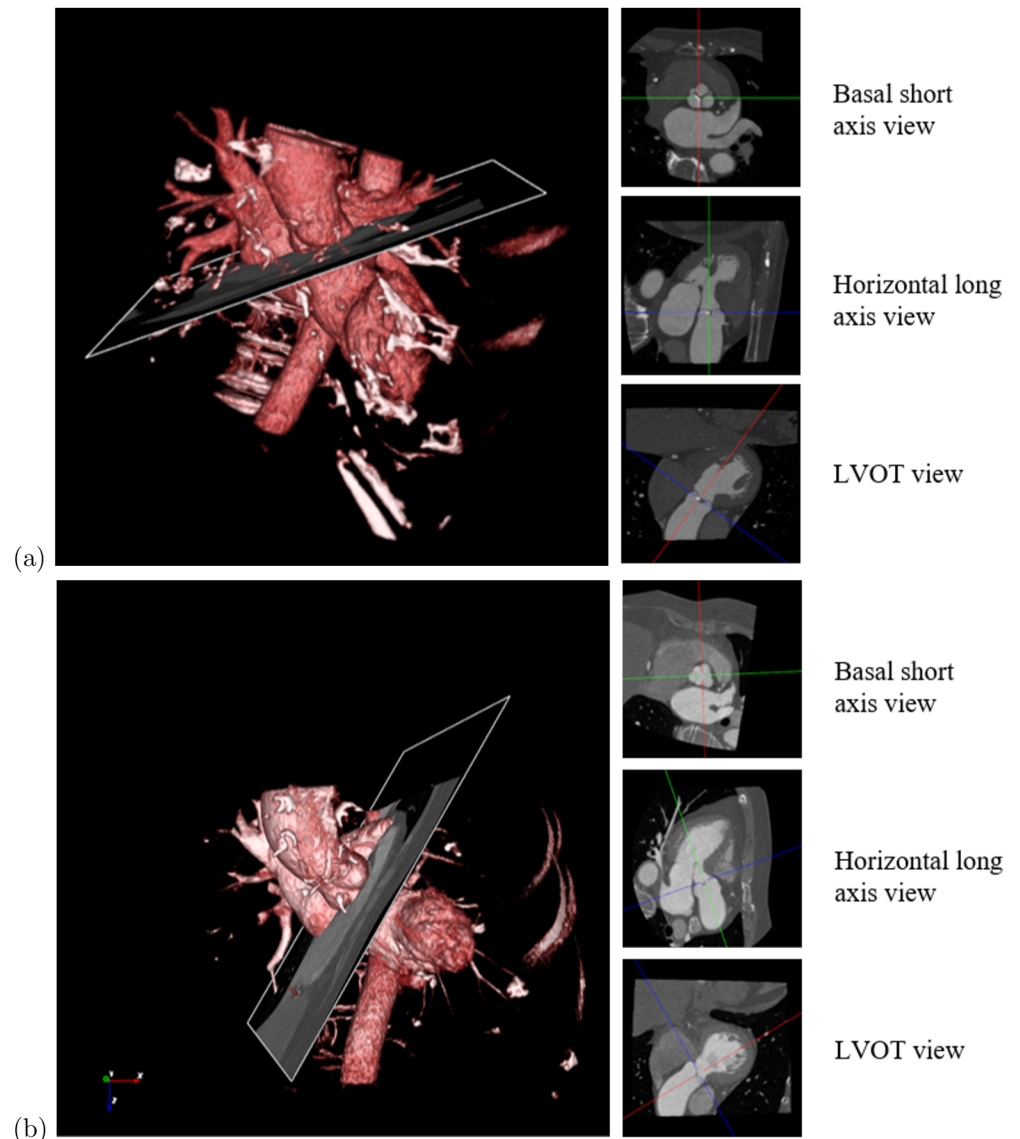 (a)
Basal short
axis view
Horizontal long
axis view
LVOT view
(b)
Basal short
axis view
Horizontal long
axis view
LVOT view
Y
X
Z